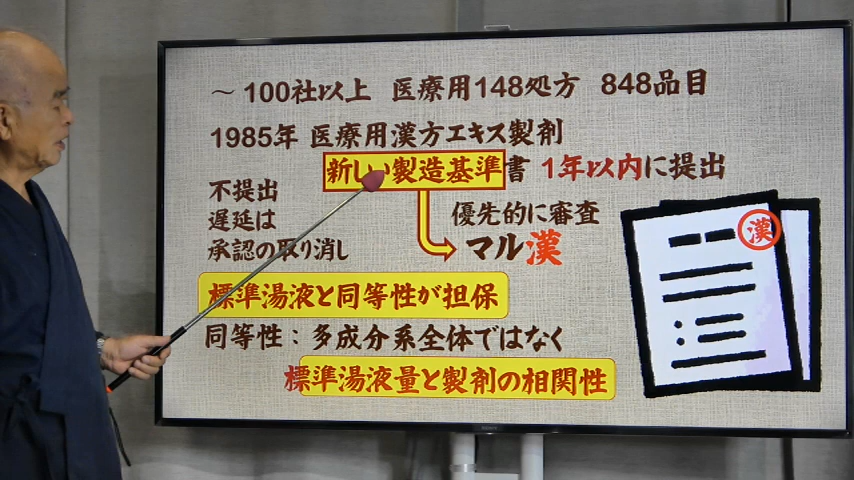 ～ 100社以上 医療用148処方 848品目
1985年 医療用漢方エキス製剤
新しい製造基準書 1年以内に提出
不提出
遅延は
承認の取り消し
優先的に審査
マル漢
漢
標準湯液と同等性が担保
同等性：多成分系全体ではなく
標準湯液量と製剤の相関性